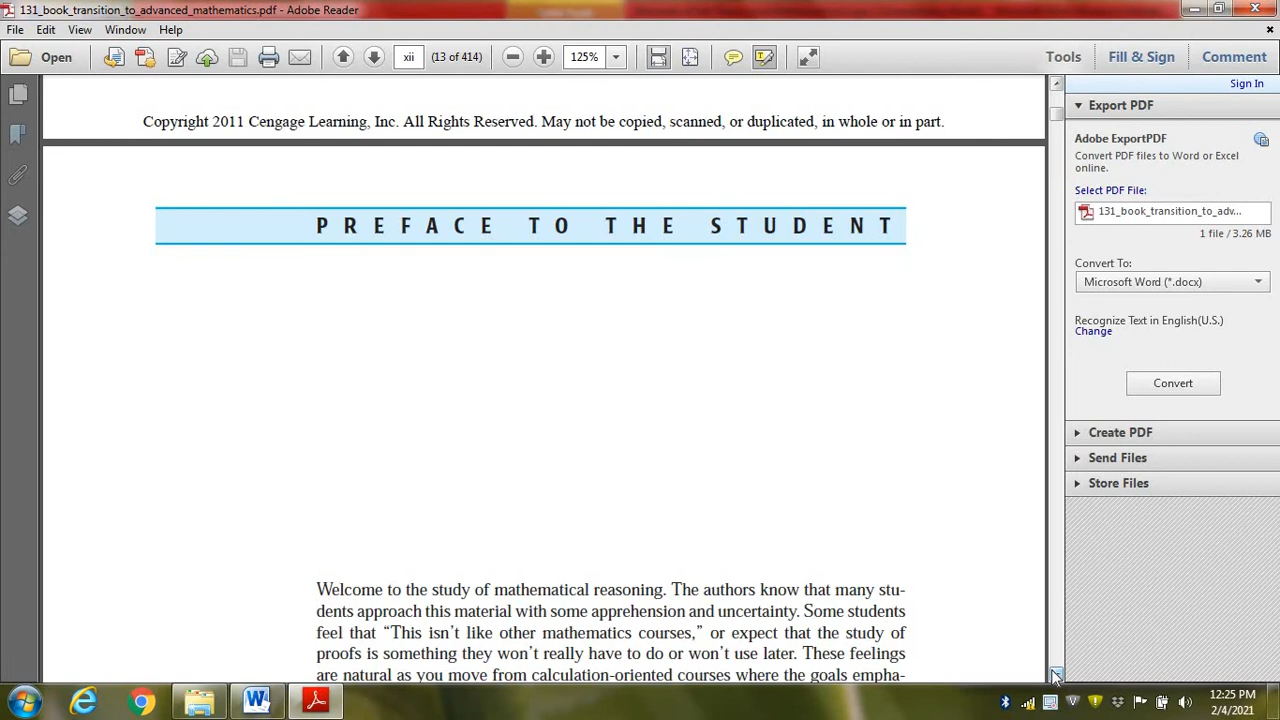 131_book_transition_to_advanced_mathematics.pdf - Adobe Reader
File Edit View Window Help
Open xii (13 of 414) 125% Tools Fill & Sign Comment
Sign In
Copyright 2011 Cengage Learning, Inc. All Rights Reserved. May not be copied, scanned, or duplicated, in whole or in part.
PREFACE TO THE STUDENT
Welcome to the study of mathematical reasoning. The authors know that many stu-
dents approach this material with some apprehension and uncertainty. Some students
feel that “This isn’t like other mathematics courses,” or expect that the study of
proofs is something they won’t really have to do or won’t use later. These feelings
are natural as you move from calculation-oriented courses where the goals empha-
Export PDF
Adobe ExportPDF
Convert PDF files to Word or Excel
online.
Select PDF File:
131_book_transition_to_adv...
1 file / 3.26 MB
Convert To:
Microsoft Word (*.docx)
Recognize Text in English(U.S.)
Change
Convert
Create PDF
Send Files
Store Files
12:25 PM
2/4/2021